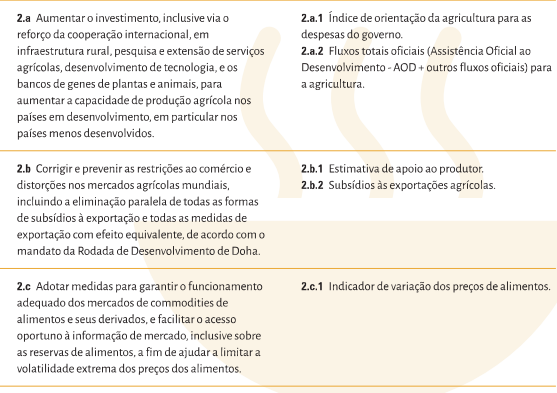 2.a Aumentar o investimento, inclusive via o
reforço da cooperação internacional, em
infraestrutura rural, pesquisa e extensão de serviços
agrícolas, desenvolvimento de tecnologia, e os
bancos de genes de plantas e animais, para
aumentar a capacidade de produção agrícola nos
países em desenvolvimento, em particular nos
países menos desenvolvidos.
2.a.1 Índice de orientação da agricultura para as
despesas do governo.
2.a.2 Fluxos totais oficiais (Assistência Oficial ao
Desenvolvimento - AOD + outros fluxos oficiais) para
a agricultura.
2.b Corrigir e prevenir as restrições ao comércio e
distorções nos mercados agrícolas mundiais,
incluindo a eliminação paralela de todas as formas
de subsídios à exportação e todas as medidas de
exportação com efeito equivalente, de acordo com o
mandato da Rodada de Desenvolvimento de Doha.
2.b.1 Estimativa de apoio ao produtor.
2.b.2 Subsídios às exportações agrícolas.
2.c Adotar medidas para garantir o funcionamento
adequado dos mercados de commodities de
alimentos e seus derivados, e facilitar o acesso
oportuno à informação de mercado, inclusive sobre
as reservas de alimentos, a fim de ajudar a limitar a
volatilidade extrema dos preços dos alimentos.
2.c.1 Indicador de variação dos preços de alimentos.